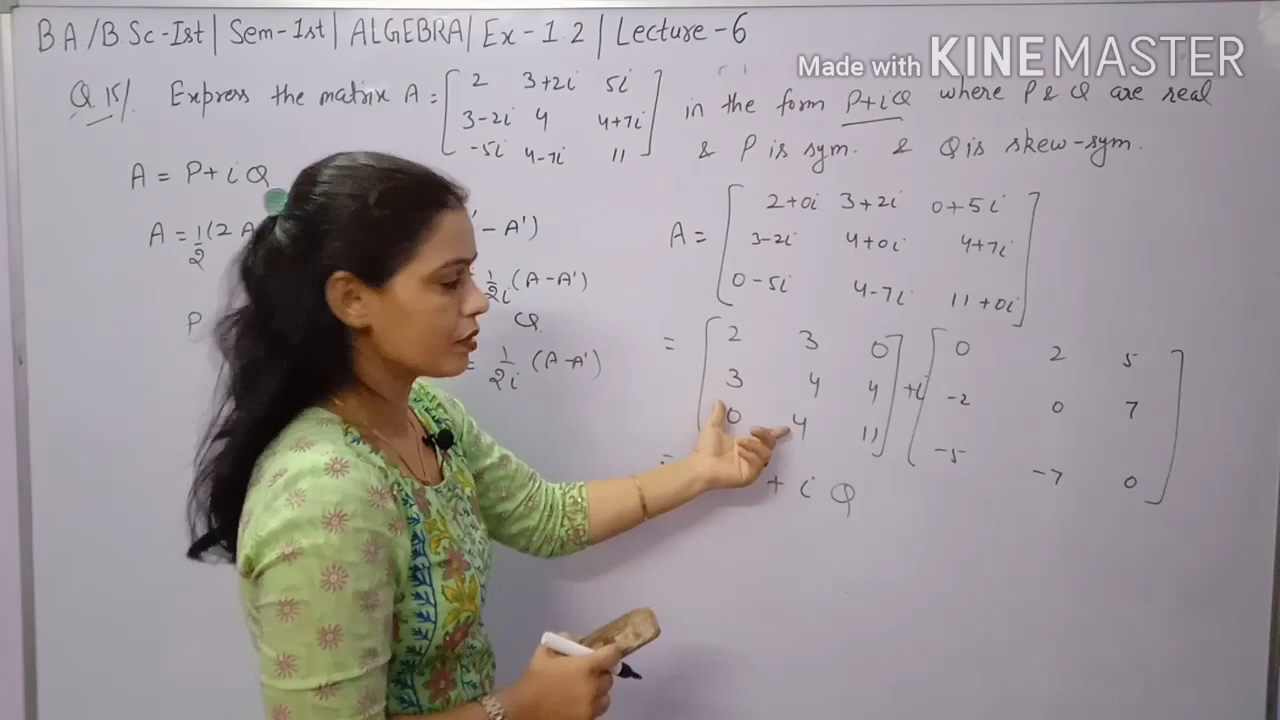 BA/B.Sc-Ist| Sem-1st| ALGEBRA| Ex-1.2 | Lecture-6
Made with KINEMASTER
Q.15/. Express the matrix A = [ 2 3+2i 5i in the form P+iQ where P & Q are real
3-2i 4 4+7i
-5i 4-7i 11 ] & P is sym. & Q is skew-sym.
A = P+iQ
A = 1/2 (2A - A')
1/2i (A-A')
P Q
= 1/2i (A-A')
A = [ 2+0i 3+2i 0+5i
3-2i 4+0i 4+7i
0-5i 4-7i 11+0i ]
= [ 2 3 0
3 4 4
0 4 11 ] +i [ 0 2 5
-2 0 7
-5 -7 0 ]
= + i Q